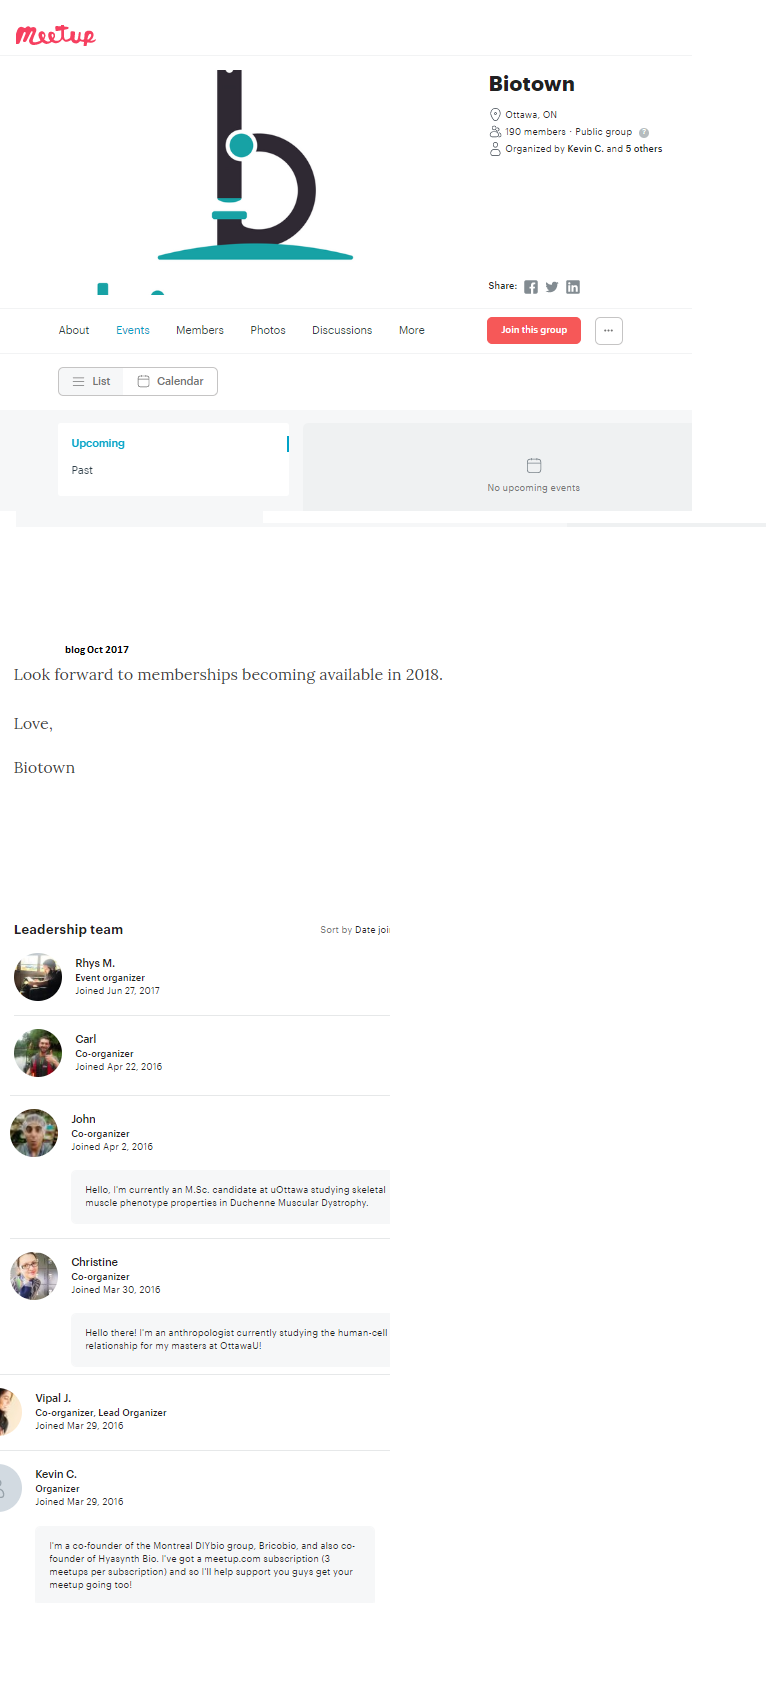 Meetup
Biotown
Ottawa, ON
190 members · Public group ?
Organized by Kevin C. and 5 others
Share:
About Events Members Photos Discussions More
Join this group
List Calendar
Upcoming
Past
No upcoming events
blog Oct 2017
Look forward to memberships becoming available in 2018.
Love,
Biotown
Leadership team
Sort by Date joi
Rhys M.
Event organizer
Joined Jun 27, 2017
Carl
Co-organizer
Joined Apr 22, 2016
John
Co-organizer
Joined Apr 2, 2016
Hello, I'm currently an M.Sc. candidate at uOttawa studying skeletal
muscle phenotype properties in Duchenne Muscular Dystrophy.
Christine
Co-organizer
Joined Mar 30, 2016
Hello there! I'm an anthropologist currently studying the human-cell
relationship for my masters at OttawaU!
Vipal J.
Co-organizer, Lead Organizer
Joined Mar 29, 2016
Kevin C.
Organizer
Joined Mar 29, 2016
I'm a co-founder of the Montreal DIYbio group, Bricobio, and also co-
founder of Hyasynth Bio. I've got a meetup.com subscription (3
meetups per subscription) and so I'll help support you guys get your
meetup going too!